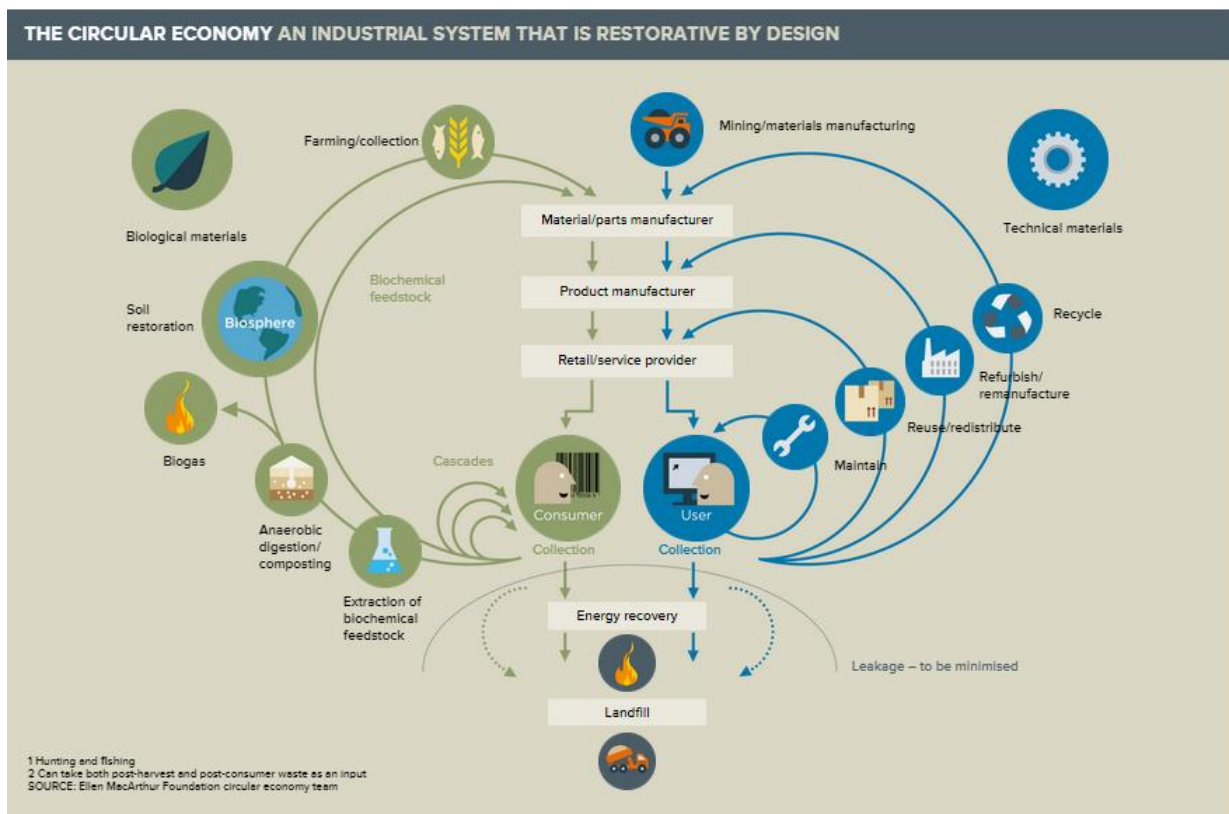 THE CIRCULAR ECONOMY AN INDUSTRIAL SYSTEM THAT IS RESTORATIVE BY DESIGN
Farming/collection
Mining/materials manufacturing
Biological materials
Technical materials
Material/parts manufacturer
Biochemical
feedstock
Product manufacturer
Soil
restoration
Biosphere
Recycle
Retail/service provider
Refurbish/
remanufacture
Reuse/redistribute
Biogas
Cascades
Maintain
Consumer
User
Anaerobic
digestion/
composting
Collection
Collection
Extraction of
biochemical
feedstock
Energy recovery
Leakage – to be minimised
Landfill
1 Hunting and fishing
2 Can take both post-harvest and post-consumer waste as an input
SOURCE: Ellen MacArthur Foundation circular economy team